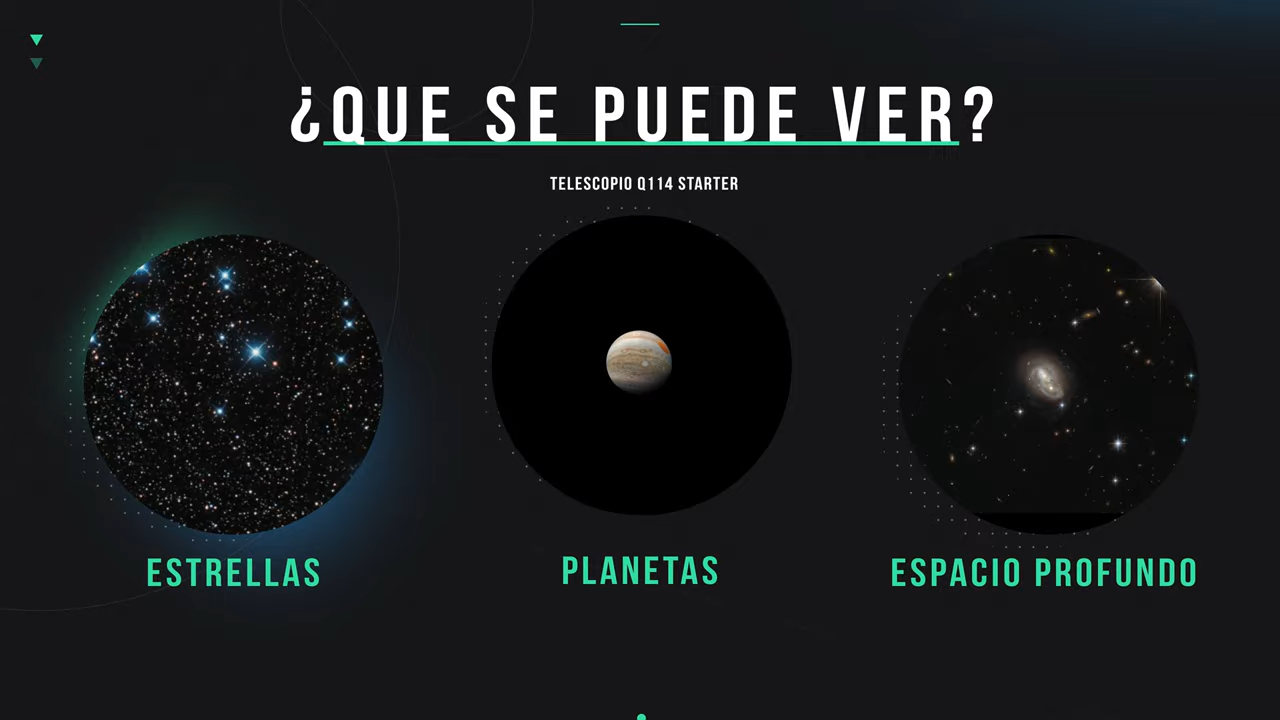 ¿QUE SE PUEDE VER?
TELESCOPIO Q114 STARTER
ESTRELLAS
PLANETAS
ESPACIO PROFUNDO